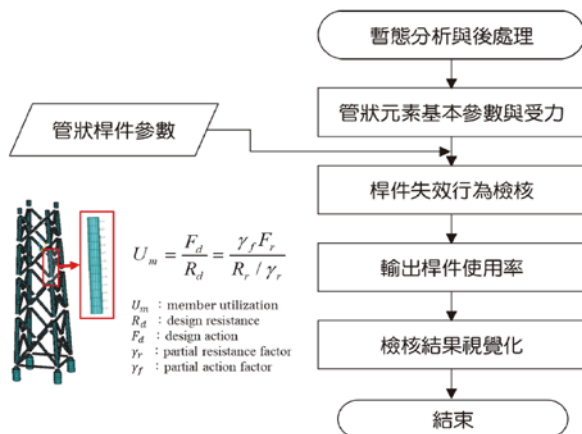 暫態分析與後處理
管狀元素基本參數與受力
管狀桿件參數
桿件失效行為檢核
輸出桿件使用率
檢核結果視覺化
結束
U_m = F_d / R_d = γ_f F_r / (R_r / γ_r)
U_m : member utilization
R_d : design resistance
F_d : design action
γ_r : partial resistance factor
γ_f : partial action factor